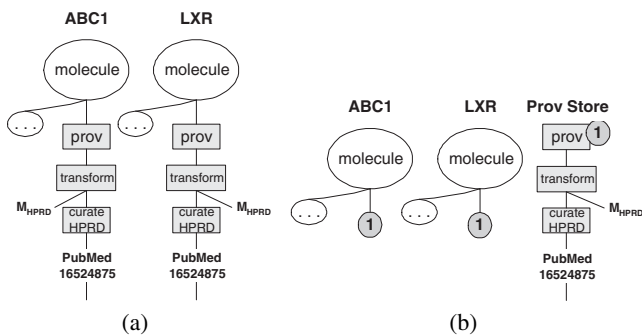 ABC1 LXR
molecule molecule
... ...
prov prov
transform transform
M_HPRD M_HPRD
curate HPRD curate HPRD
PubMed 16524875 PubMed 16524875
(a)
ABC1 LXR Prov Store
molecule molecule prov 1
transform
... 1 ... 1 M_HPRD
curate HPRD
PubMed 16524875
(b)